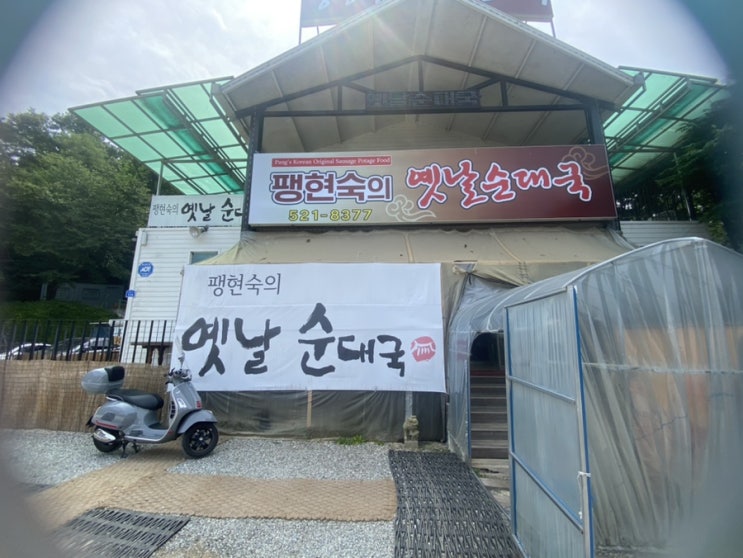 옛날순대국
Pang's Korean Original Sausage Potage Food
팽현숙의 옛날순대국
521-8377
팽현숙의 옛날 순대
ADT
팽현숙의
옛날 순대국